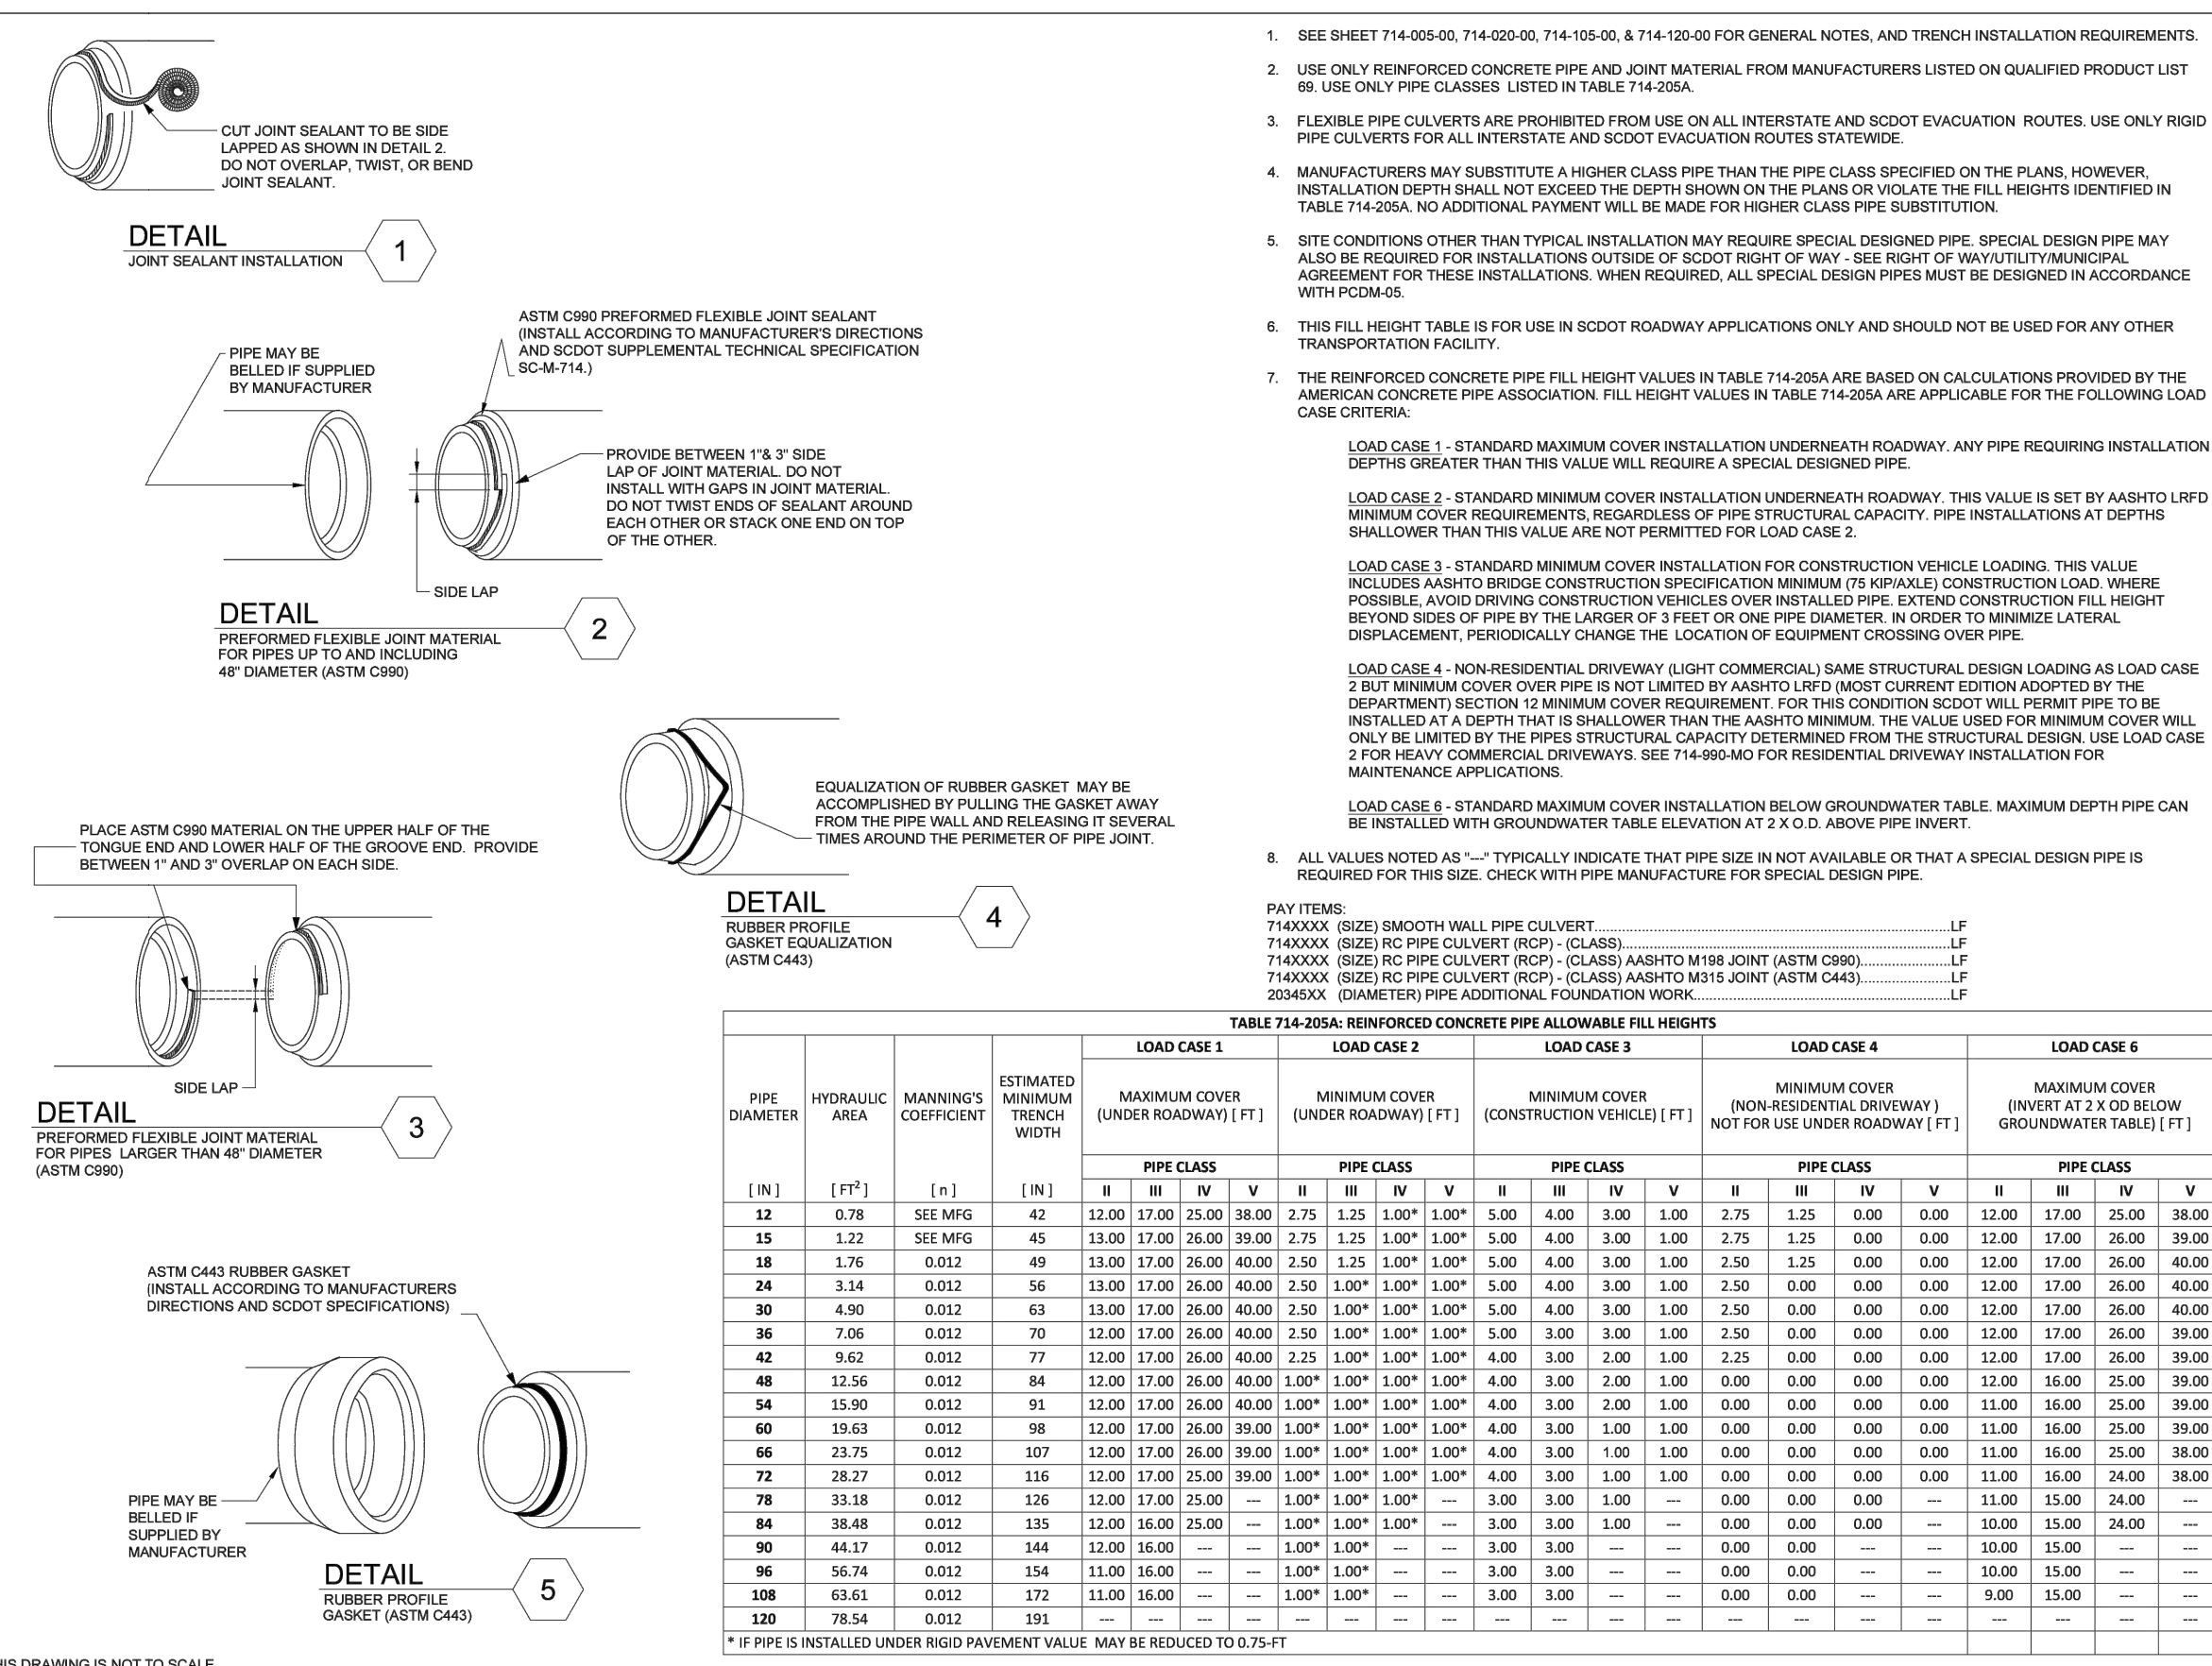 CUT JOINT SEALANT TO BE SIDE
LAPPED AS SHOWN IN DETAIL 2.
DO NOT OVERLAP, TWIST, OR BEND
JOINT SEALANT.
DETAIL
JOINT SEALANT INSTALLATION
1
ASTM C990 PREFORMED FLEXIBLE JOINT SEALANT
(INSTALL ACCORDING TO MANUFACTURER'S DIRECTIONS
AND SCDOT SUPPLEMENTAL TECHNICAL SPECIFICATION
SC-M-714.)
PIPE MAY BE
BELLED IF SUPPLIED
BY MANUFACTURER
PROVIDE BETWEEN 1"& 3" SIDE
LAP OF JOINT MATERIAL. DO NOT
INSTALL WITH GAPS IN JOINT MATERIAL.
DO NOT TWIST ENDS OF SEALANT AROUND
EACH OTHER OR STACK ONE END ON TOP
OF THE OTHER.
SIDE LAP
DETAIL
PREFORMED FLEXIBLE JOINT MATERIAL
FOR PIPES UP TO AND INCLUDING
48" DIAMETER (ASTM C990)
2
EQUALIZATION OF RUBBER GASKET MAY BE
ACCOMPLISHED BY PULLING THE GASKET AWAY
FROM THE PIPE WALL AND RELEASING IT SEVERAL
TIMES AROUND THE PERIMETER OF PIPE JOINT.
DETAIL
RUBBER PROFILE
GASKET EQUALIZATION
(ASTM C443)
4
PLACE ASTM C990 MATERIAL ON THE UPPER HALF OF THE
TONGUE END AND LOWER HALF OF THE GROOVE END. PROVIDE
BETWEEN 1" AND 3" OVERLAP ON EACH SIDE.
SIDE LAP
DETAIL
PREFORMED FLEXIBLE JOINT MATERIAL
FOR PIPES LARGER THAN 48" DIAMETER
(ASTM C990)
3
ASTM C443 RUBBER GASKET
(INSTALL ACCORDING TO MANUFACTURERS
DIRECTIONS AND SCDOT SPECIFICATIONS)
PIPE MAY BE
BELLED IF
SUPPLIED BY
MANUFACTURER
DETAIL
RUBBER PROFILE
GASKET (ASTM C443)
5
THIS DRAWING IS NOT TO SCALE
1. SEE SHEET 714-005-00, 714-020-00, 714-105-00, & 714-120-00 FOR GENERAL NOTES, AND TRENCH INSTALLATION REQUIREMENTS.
2. USE ONLY REINFORCED CONCRETE PIPE AND JOINT MATERIAL FROM MANUFACTURERS LISTED ON QUALIFIED PRODUCT LIST
69. USE ONLY PIPE CLASSES LISTED IN TABLE 714-205A.
3. FLEXIBLE PIPE CULVERTS ARE PROHIBITED FROM USE ON ALL INTERSTATE AND SCDOT EVACUATION ROUTES. USE ONLY RIGID
PIPE CULVERTS FOR ALL INTERSTATE AND SCDOT EVACUATION ROUTES STATEWIDE.
4. MANUFACTURERS MAY SUBSTITUTE A HIGHER CLASS PIPE THAN THE PIPE CLASS SPECIFIED ON THE PLANS, HOWEVER,
INSTALLATION DEPTH SHALL NOT EXCEED THE DEPTH SHOWN ON THE PLANS OR VIOLATE THE FILL HEIGHTS IDENTIFIED IN
TABLE 714-205A. NO ADDITIONAL PAYMENT WILL BE MADE FOR HIGHER CLASS PIPE SUBSTITUTION.
5. SITE CONDITIONS OTHER THAN TYPICAL INSTALLATION MAY REQUIRE SPECIAL DESIGNED PIPE. SPECIAL DESIGN PIPE MAY
ALSO BE REQUIRED FOR INSTALLATIONS OUTSIDE OF SCDOT RIGHT OF WAY - SEE RIGHT OF WAY/UTILITY/MUNICIPAL
AGREEMENT FOR THESE INSTALLATIONS. WHEN REQUIRED, ALL SPECIAL DESIGN PIPES MUST BE DESIGNED IN ACCORDANCE
WITH PCDM-05.
6. THIS FILL HEIGHT TABLE IS FOR USE IN SCDOT ROADWAY APPLICATIONS ONLY AND SHOULD NOT BE USED FOR ANY OTHER
TRANSPORTATION FACILITY.
7. THE REINFORCED CONCRETE PIPE FILL HEIGHT VALUES IN TABLE 714-205A ARE BASED ON CALCULATIONS PROVIDED BY THE
AMERICAN CONCRETE PIPE ASSOCIATION. FILL HEIGHT VALUES IN TABLE 714-205A ARE APPLICABLE FOR THE FOLLOWING LOAD
CASE CRITERIA:
LOAD CASE 1 - STANDARD MAXIMUM COVER INSTALLATION UNDERNEATH ROADWAY. ANY PIPE REQUIRING INSTALLATION
DEPTHS GREATER THAN THIS VALUE WILL REQUIRE A SPECIAL DESIGNED PIPE.
LOAD CASE 2 - STANDARD MINIMUM COVER INSTALLATION UNDERNEATH ROADWAY. THIS VALUE IS SET BY AASHTO LRFD
MINIMUM COVER REQUIREMENTS, REGARDLESS OF PIPE STRUCTURAL CAPACITY. PIPE INSTALLATIONS AT DEPTHS
SHALLOWER THAN THIS VALUE ARE NOT PERMITTED FOR LOAD CASE 2.
LOAD CASE 3 - STANDARD MINIMUM COVER INSTALLATION FOR CONSTRUCTION VEHICLE LOADING. THIS VALUE
INCLUDES AASHTO BRIDGE CONSTRUCTION SPECIFICATION MINIMUM (75 KIP/AXLE) CONSTRUCTION LOAD. WHERE
POSSIBLE, AVOID DRIVING CONSTRUCTION VEHICLES OVER INSTALLED PIPE. EXTEND CONSTRUCTION FILL HEIGHT
BEYOND SIDES OF PIPE BY THE LARGER OF 3 FEET OR ONE PIPE DIAMETER. IN ORDER TO MINIMIZE LATERAL
DISPLACEMENT, PERIODICALLY CHANGE THE LOCATION OF EQUIPMENT CROSSING OVER PIPE.
LOAD CASE 4 - NON-RESIDENTIAL DRIVEWAY (LIGHT COMMERCIAL) SAME STRUCTURAL DESIGN LOADING AS LOAD CASE
2 BUT MINIMUM COVER OVER PIPE IS NOT LIMITED BY AASHTO LRFD (MOST CURRENT EDITION ADOPTED BY THE
DEPARTMENT) SECTION 12 MINIMUM COVER REQUIREMENT. FOR THIS CONDITION SCDOT WILL PERMIT PIPE TO BE
INSTALLED AT A DEPTH THAT IS SHALLOWER THAN THE AASHTO MINIMUM. THE VALUE USED FOR MINIMUM COVER WILL
ONLY BE LIMITED BY THE PIPES STRUCTURAL CAPACITY DETERMINED FROM THE STRUCTURAL DESIGN. USE LOAD CASE
2 FOR HEAVY COMMERCIAL DRIVEWAYS. SEE 714-990-MO FOR RESIDENTIAL DRIVEWAY INSTALLATION FOR
MAINTENANCE APPLICATIONS.
LOAD CASE 6 - STANDARD MAXIMUM COVER INSTALLATION BELOW GROUNDWATER TABLE. MAXIMUM DEPTH PIPE CAN
BE INSTALLED WITH GROUNDWATER TABLE ELEVATION AT 2 X O.D. ABOVE PIPE INVERT.
8. ALL VALUES NOTED AS "---" TYPICALLY INDICATE THAT PIPE SIZE IN NOT AVAILABLE OR THAT A SPECIAL DESIGN PIPE IS
REQUIRED FOR THIS SIZE. CHECK WITH PIPE MANUFACTURE FOR SPECIAL DESIGN PIPE.
PAY ITEMS:
714XXXX (SIZE) SMOOTH WALL PIPE CULVERT..........LF
714XXXX (SIZE) RC PIPE CULVERT (RCP) - (CLASS)..........LF
714XXXX (SIZE) RC PIPE CULVERT (RCP) - (CLASS) AASHTO M198 JOINT (ASTM C990)..........LF
714XXXX (SIZE) RC PIPE CULVERT (RCP) - (CLASS) AASHTO M315 JOINT (ASTM C443)..........LF
20345XX (DIAMETER) PIPE ADDITIONAL FOUNDATION WORK..........LF
TABLE 714-205A: REINFORCED CONCRETE PIPE ALLOWABLE FILL HEIGHTS
LOAD CASE 1 LOAD CASE 2 LOAD CASE 3 LOAD CASE 4 LOAD CASE 6
PIPE DIAMETER HYDRAULIC AREA MANNING'S COEFFICIENT ESTIMATED MINIMUM TRENCH WIDTH MAXIMUM COVER (UNDER ROADWAY) [ FT ] MINIMUM COVER (UNDER ROADWAY) [ FT ] MINIMUM COVER (CONSTRUCTION VEHICLE) [ FT ] MINIMUM COVER (NON-RESIDENTIAL DRIVEWAY ) NOT FOR USE UNDER ROADWAY [ FT ] MAXIMUM COVER (INVERT AT 2 X OD BELOW GROUNDWATER TABLE) [ FT ]
PIPE CLASS PIPE CLASS PIPE CLASS PIPE CLASS PIPE CLASS
[ IN ] [ FT² ] [ n ] [ IN ] II III IV V II III IV V II III IV V II III IV V II III IV V
12 0.78 SEE MFG 42 12.00 17.00 25.00 38.00 2.75 1.25 1.00* 1.00* 5.00 4.00 3.00 1.00 2.75 1.25 0.00 0.00 12.00 17.00 25.00 38.00
15 1.22 SEE MFG 45 13.00 17.00 26.00 39.00 2.75 1.25 1.00* 1.00* 5.00 4.00 3.00 1.00 2.75 1.25 0.00 0.00 12.00 17.00 26.00 39.00
18 1.76 0.012 49 13.00 17.00 26.00 40.00 2.50 1.25 1.00* 1.00* 5.00 4.00 3.00 1.00 2.50 1.25 0.00 0.00 12.00 17.00 26.00 40.00
24 3.14 0.012 56 13.00 17.00 26.00 40.00 2.50 1.00* 1.00* 1.00* 5.00 4.00 3.00 1.00 2.50 0.00 0.00 0.00 12.00 17.00 26.00 40.00
30 4.90 0.012 63 13.00 17.00 26.00 40.00 2.50 1.00* 1.00* 1.00* 5.00 4.00 3.00 1.00 2.50 0.00 0.00 0.00 12.00 17.00 26.00 40.00
36 7.06 0.012 70 12.00 17.00 26.00 40.00 2.50 1.00* 1.00* 1.00* 5.00 3.00 3.00 1.00 2.50 0.00 0.00 0.00 12.00 17.00 26.00 39.00
42 9.62 0.012 77 12.00 17.00 26.00 40.00 2.25 1.00* 1.00* 1.00* 4.00 3.00 2.00 1.00 2.25 0.00 0.00 0.00 12.00 17.00 26.00 39.00
48 12.56 0.012 84 12.00 17.00 26.00 40.00 1.00* 1.00* 1.00* 1.00* 4.00 3.00 2.00 1.00 0.00 0.00 0.00 0.00 12.00 16.00 25.00 39.00
54 15.90 0.012 91 12.00 17.00 26.00 40.00 1.00* 1.00* 1.00* 1.00* 4.00 3.00 2.00 1.00 0.00 0.00 0.00 0.00 11.00 16.00 25.00 39.00
60 19.63 0.012 98 12.00 17.00 26.00 39.00 1.00* 1.00* 1.00* 1.00* 4.00 3.00 1.00 1.00 0.00 0.00 0.00 0.00 11.00 16.00 25.00 39.00
66 23.75 0.012 107 12.00 17.00 26.00 39.00 1.00* 1.00* 1.00* 1.00* 4.00 3.00 1.00 1.00 0.00 0.00 0.00 0.00 11.00 16.00 25.00 38.00
72 28.27 0.012 116 12.00 17.00 25.00 39.00 1.00* 1.00* 1.00* 1.00* 4.00 3.00 1.00 1.00 0.00 0.00 0.00 0.00 11.00 16.00 24.00 38.00
78 33.18 0.012 126 12.00 17.00 25.00 --- 1.00* 1.00* 1.00* --- 3.00 3.00 1.00 --- 0.00 0.00 0.00 --- 11.00 15.00 24.00 ---
84 38.48 0.012 135 12.00 16.00 25.00 --- 1.00* 1.00* 1.00* --- 3.00 3.00 1.00 --- 0.00 0.00 0.00 --- 10.00 15.00 24.00 ---
90 44.17 0.012 144 12.00 16.00 --- --- 1.00* 1.00* --- --- 3.00 3.00 --- --- 0.00 0.00 --- --- 10.00 15.00 --- ---
96 56.74 0.012 154 11.00 16.00 --- --- 1.00* 1.00* --- --- 3.00 3.00 --- --- 0.00 0.00 --- --- 10.00 15.00 --- ---
108 63.61 0.012 172 11.00 16.00 --- --- 1.00* 1.00* --- --- 3.00 3.00 --- --- 0.00 0.00 --- --- 9.00 15.00 --- ---
120 78.54 0.012 191 --- --- --- --- --- --- --- --- --- --- --- --- --- --- --- --- --- --- --- ---
* IF PIPE IS INSTALLED UNDER RIGID PAVEMENT VALUE MAY BE REDUCED TO 0.75-FT